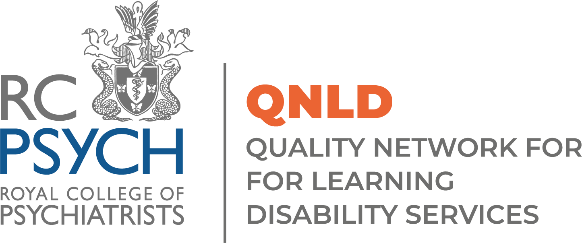 RC
PSYCH
ROYAL COLLEGE OF
PSYCHIATRISTS
QNLD
QUALITY NETWORK FOR
FOR LEARNING
DISABILITY SERVICES